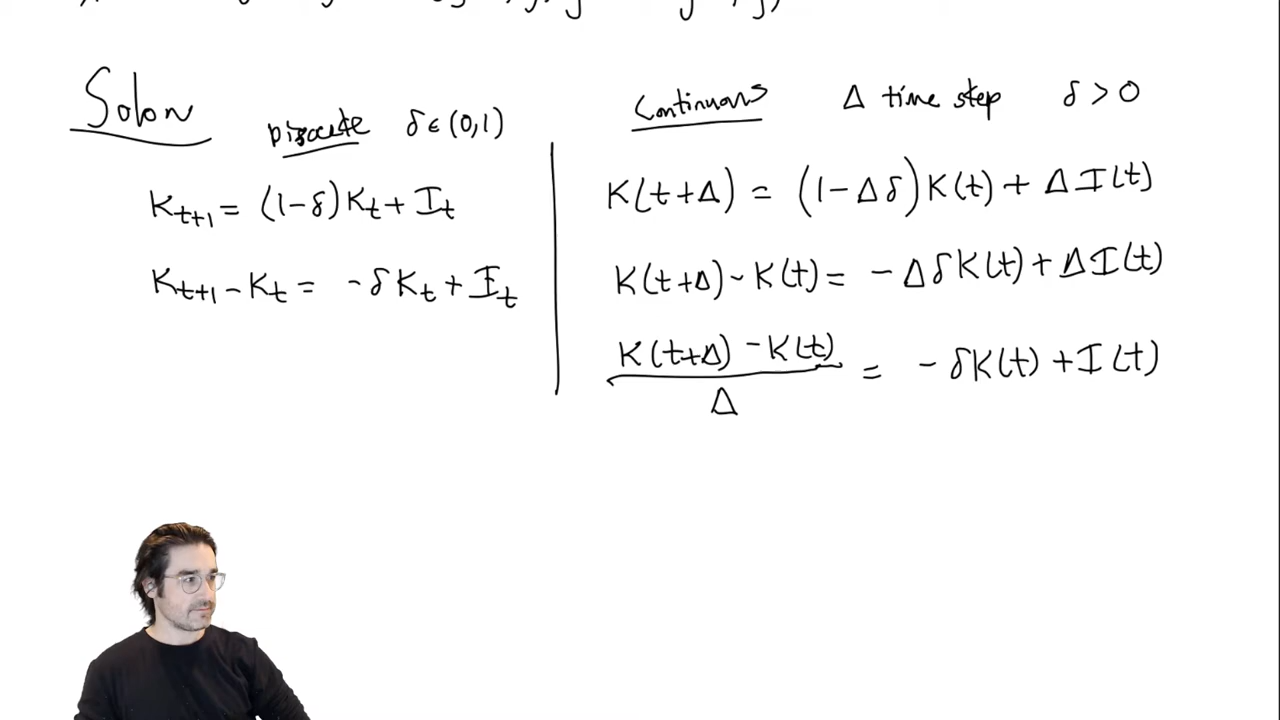 Solow
Discrete δ ∈ (0,1)
K_{t+1} = (1-δ)K_t + I_t
K_{t+1} - K_t = -δK_t + I_t
Continuous Δ time step δ > 0
K(t+Δ) = (1-Δδ)K(t) + ΔI(t)
K(t+Δ) - K(t) = -ΔδK(t) + ΔI(t)
(K(t+Δ) - K(t))/Δ = -δK(t) + I(t)